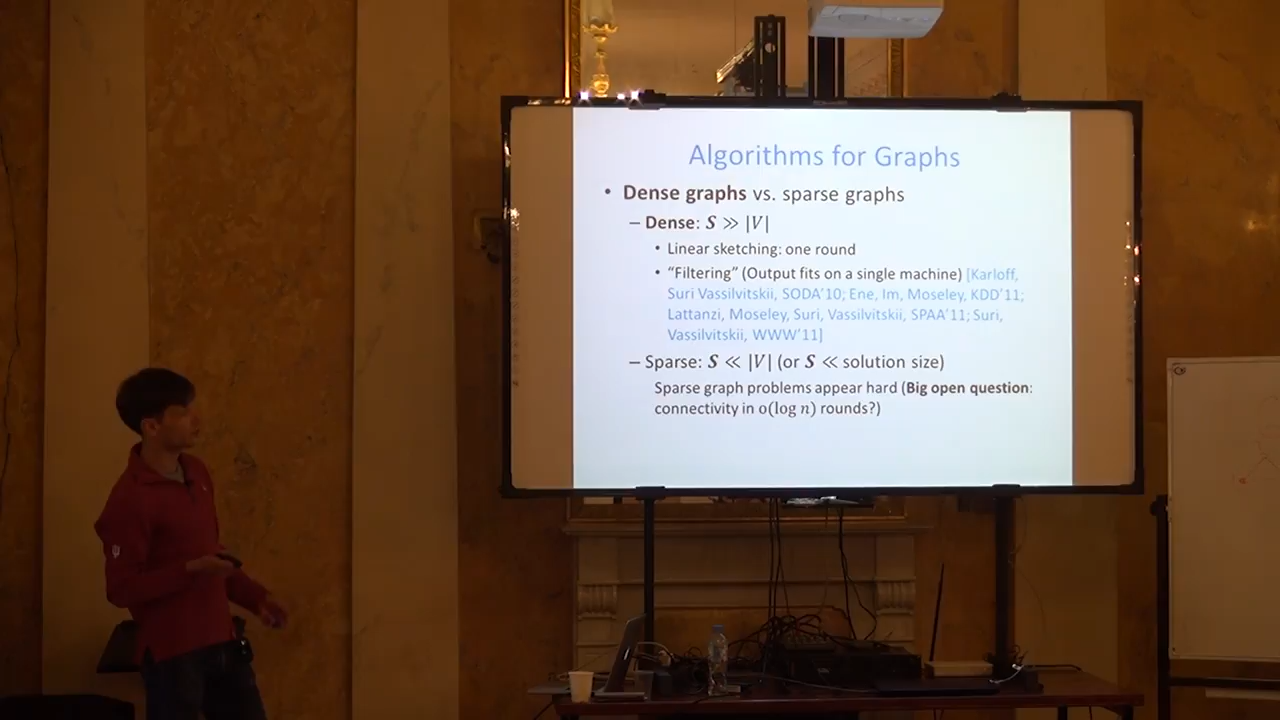 Algorithms for Graphs
• Dense graphs vs. sparse graphs
– Dense: S ≫ |V|
• Linear sketching: one round
• “Filtering” (Output fits on a single machine) [Karloff,
Suri Vassilvitskii, SODA’10; Ene, Im, Moseley, KDD’11;
Lattanzi, Moseley, Suri, Vassilvitskii, SPAA’11; Suri,
Vassilvitskii, WWW’11]
– Sparse: S ≪ |V| (or S ≪ solution size)
Sparse graph problems appear hard (Big open question:
connectivity in o(log n) rounds?)